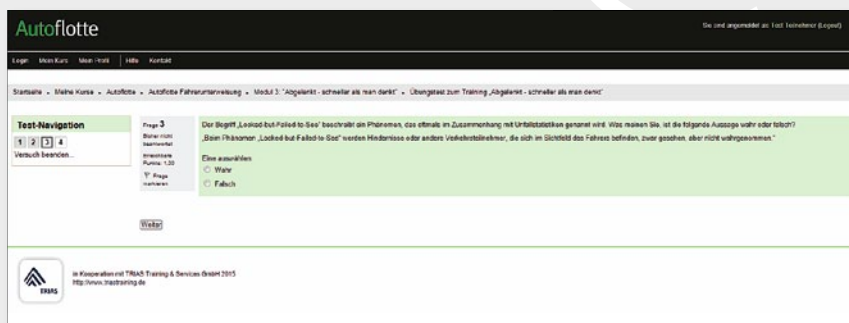 Autoflotte
Sie sind angemeldet als Test Teilnehmer (Logout)
Login Mein Kurs Mein Profil Hilfe Kontakt
Startseite Meine Kurse Autoflotte Autoflotte Fahrerunterweisung Modul 3: "Abgelenkt - schneller als man denkt" Übungstest zum Training „Abgelenkt - schneller als man denkt"
Test-Navigation
1 2 3 4
Versuch beenden...
Frage 3
Bisher nicht
beantwortet
Erreichbare
Punkte: 1,00
Frage
markieren
Der Begriff „Looked-but-Failed-to-See" beschreibt ein Phänomen, das oftmals im Zusammenhang mit Unfallstatistiken genannt wird. Was meinen Sie, ist die folgende Aussage wahr oder falsch?
„Beim Phänomen „Looked-but-Failed-to-See" werden Hindernisse oder andere Verkehrsteilnehmer, die sich im Sichtfeld des Fahrers befinden, zwar gesehen, aber nicht wahrgenommen."
Eine auswählen
Wahr
Falsch
Weiter
TRIAS
in Kooperation mit TRIAS Training & Services GmbH 2015
http://www.triastraining.de